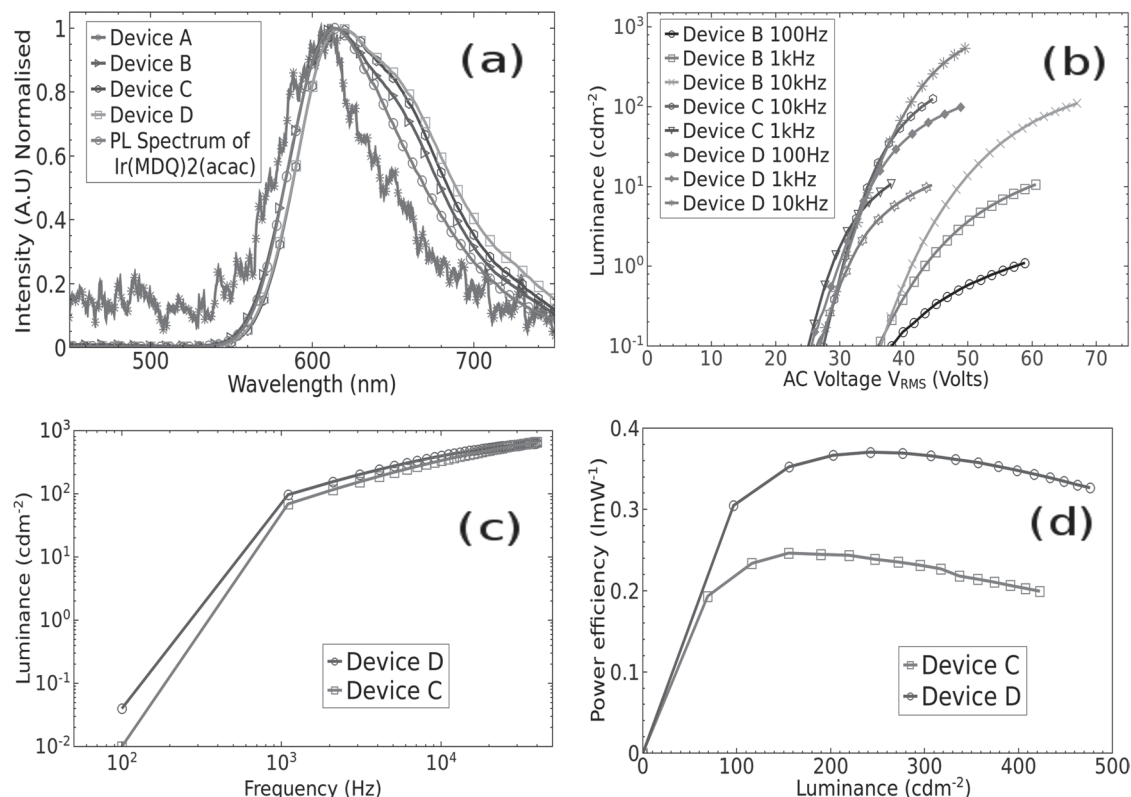 (a)
Intensity (A.U) Normalised
1
0.8
0.6
0.4
0.2
0
Device A
Device B
Device C
Device D
PL Spectrum of
Ir(MDQ)2(acac)
500 600 700
Wavelength (nm)
(b)
Luminance (cdm⁻²)
10³
10²
10¹
10⁰
10⁻¹
Device B 100Hz
Device B 1kHz
Device B 10kHz
Device C 10kHz
Device C 1kHz
Device D 100Hz
Device D 1kHz
Device D 10kHz
0 10 20 30 40 50 60 70
AC Voltage V_RMS (Volts)
(c)
Luminance (cdm⁻²)
10³
10²
10¹
10⁰
10⁻¹
10⁻²
Device D
Device C
10² 10³ 10⁴
Frequency (Hz)
(d)
Power efficiency (lmW⁻¹)
0.4
0.3
0.2
0.1
0
Device C
Device D
0 100 200 300 400 500
Luminance (cdm⁻²)